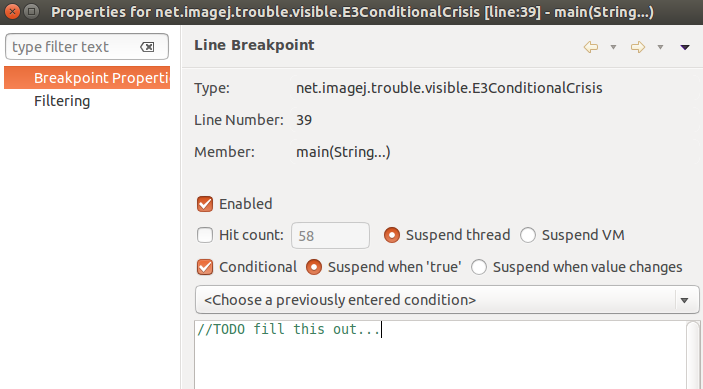 Properties for net.imagej.trouble.visible.E3ConditionalCrisis [line:39] - main(String...)
type filter text
Line Breakpoint
Breakpoint Properti
Filtering
Type: net.imagej.trouble.visible.E3ConditionalCrisis
Line Number: 39
Member: main(String...)
Enabled
Hit count: 58 Suspend thread Suspend VM
Conditional Suspend when 'true' Suspend when value changes
<Choose a previously entered condition>
//TODO fill this out...